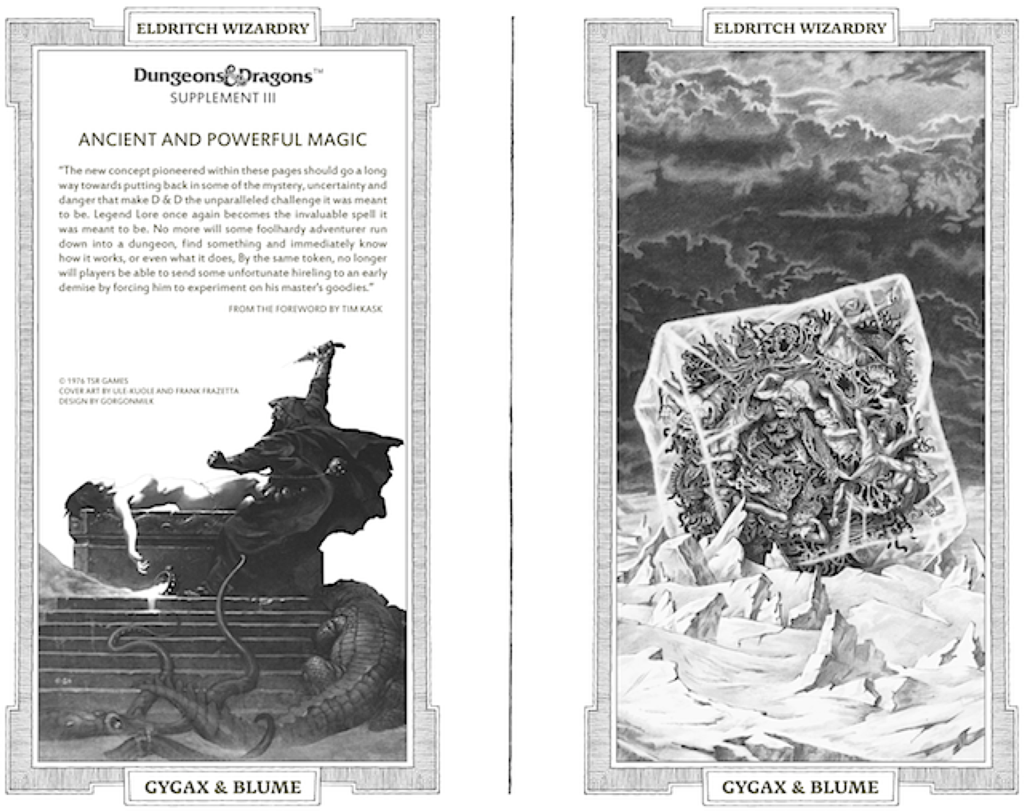 ELDRITCH WIZARDRY
Dungeons&Dragons™
SUPPLEMENT III
ANCIENT AND POWERFUL MAGIC
“The new concept pioneered within these pages should go a long
way towards putting back in some of the mystery, uncertainty and
danger that make D & D the unparalleled challenge it was meant
to be. Legend Lore once again becomes the invaluable spell it
was meant to be. No more will some foolhardy adventurer run
down into a dungeon, find something and immediately know
how it works, or even what it does, By the same token, no longer
will players be able to send some unfortunate hireling to an early
demise by forcing him to experiment on his master’s goodies.”
FROM THE FOREWORD BY TIM KASK
© 1976 TSR GAMES
COVER ART BY ULE-KUOLE AND FRANK FRAZETTA
DESIGN BY GORGONMILK
GYGAX & BLUME
ELDRITCH WIZARDRY
GYGAX & BLUME